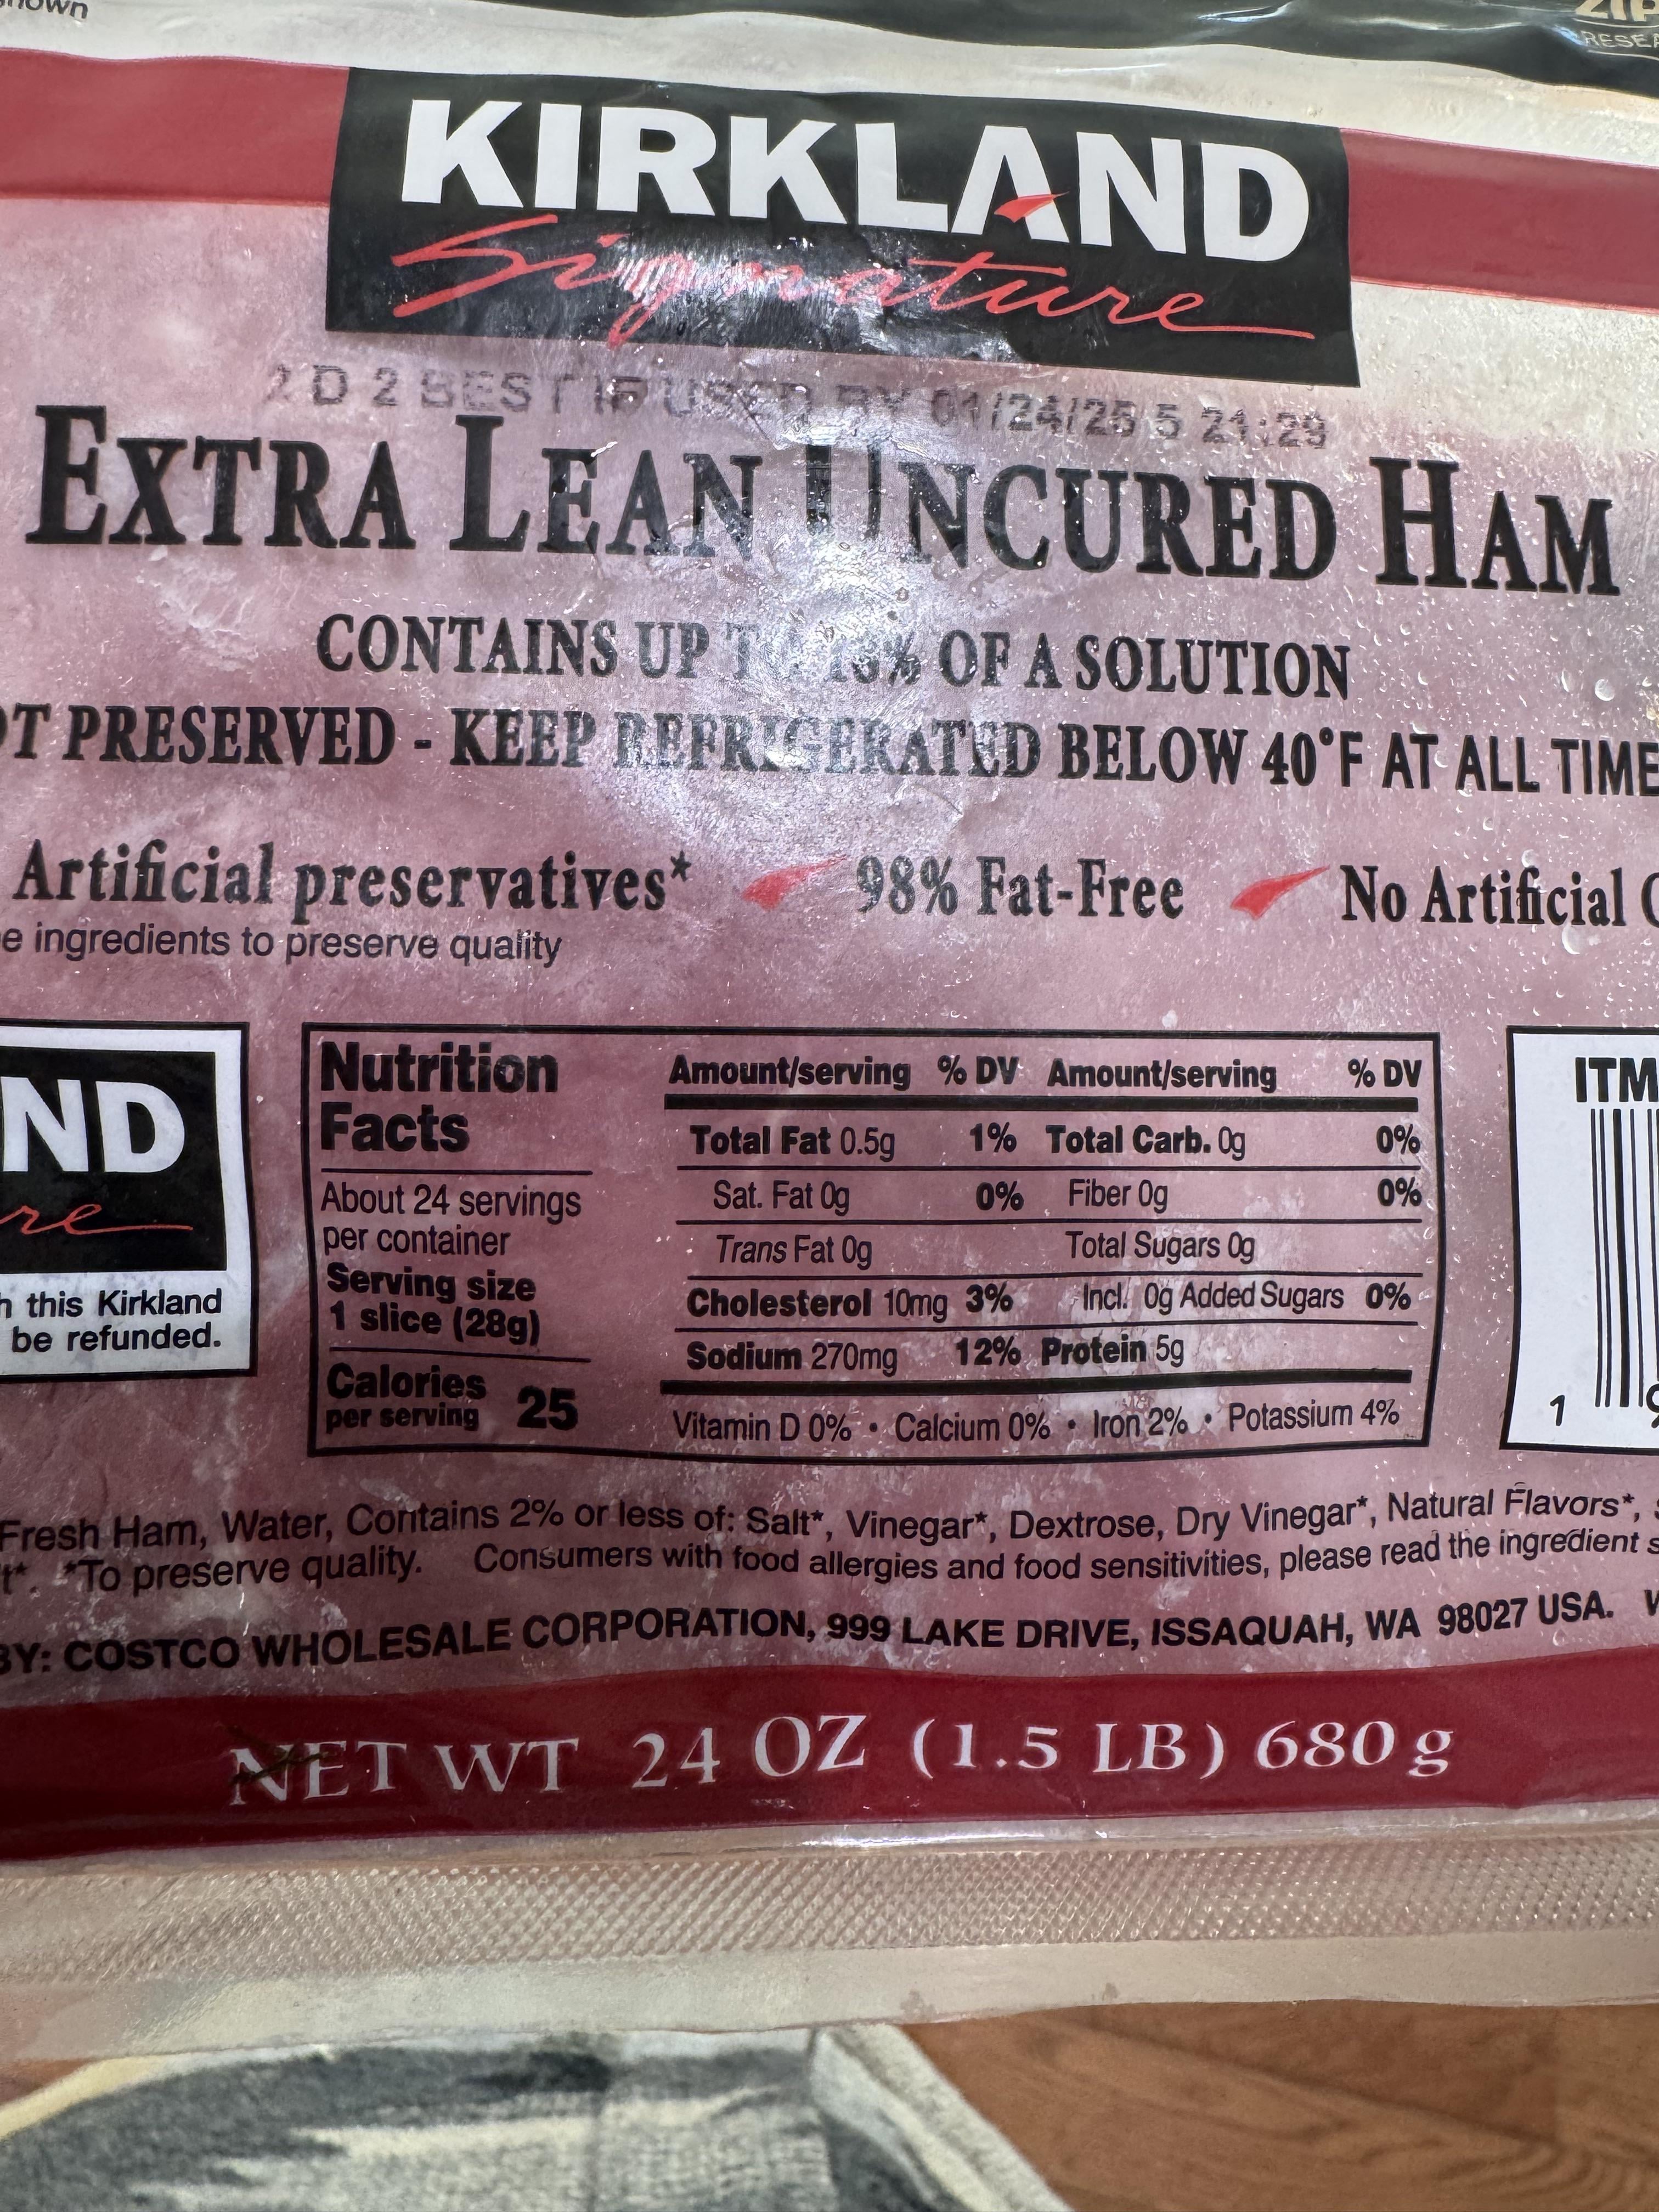 KIRKLAND
Signature
D 2 BEST IF USED BY 01/24/25 5 21:29
EXTRA LEAN UNCURED HAM
CONTAINS UP TO OF A SOLUTION
PRESERVED - KEEP REFRIGERATED BELOW 40°F AT ALL
Artificial preservatives* 98% Fat-Free No Artificial
ingredients to preserve quality
Nutrition
Facts
About 24 servings
per container
Serving size
1 slice (28g)
Calories
per serving 25
Amount/serving % DV Amount/serving % DV
Total Fat 0.5g 1% Total Carb. 0g 0%
Sat. Fat 0g 0% Fiber 0g 0%
Trans Fat 0g Total Sugars 0g
Cholesterol 10mg 3% Incl. 0g Added Sugars 0%
Sodium 270mg 12% Protein 5g
Vitamin D 0% • Calcium 0% • Iron 2% • Potassium 4%
this Kirkland
be refunded.
ITM
1
Fresh Ham, Water, Contains 2% or less of: Salt*, Vinegar*, Dextrose, Dry Vinegar*, Natural Flavors*,
*To preserve quality. Consumers with food allergies and food sensitivities, please read the ingredient
BY: COSTCO WHOLESALE CORPORATION, 999 LAKE DRIVE, ISSAQUAH, WA 98027 USA.
NET WT 24 OZ (1.5 LB) 680 g